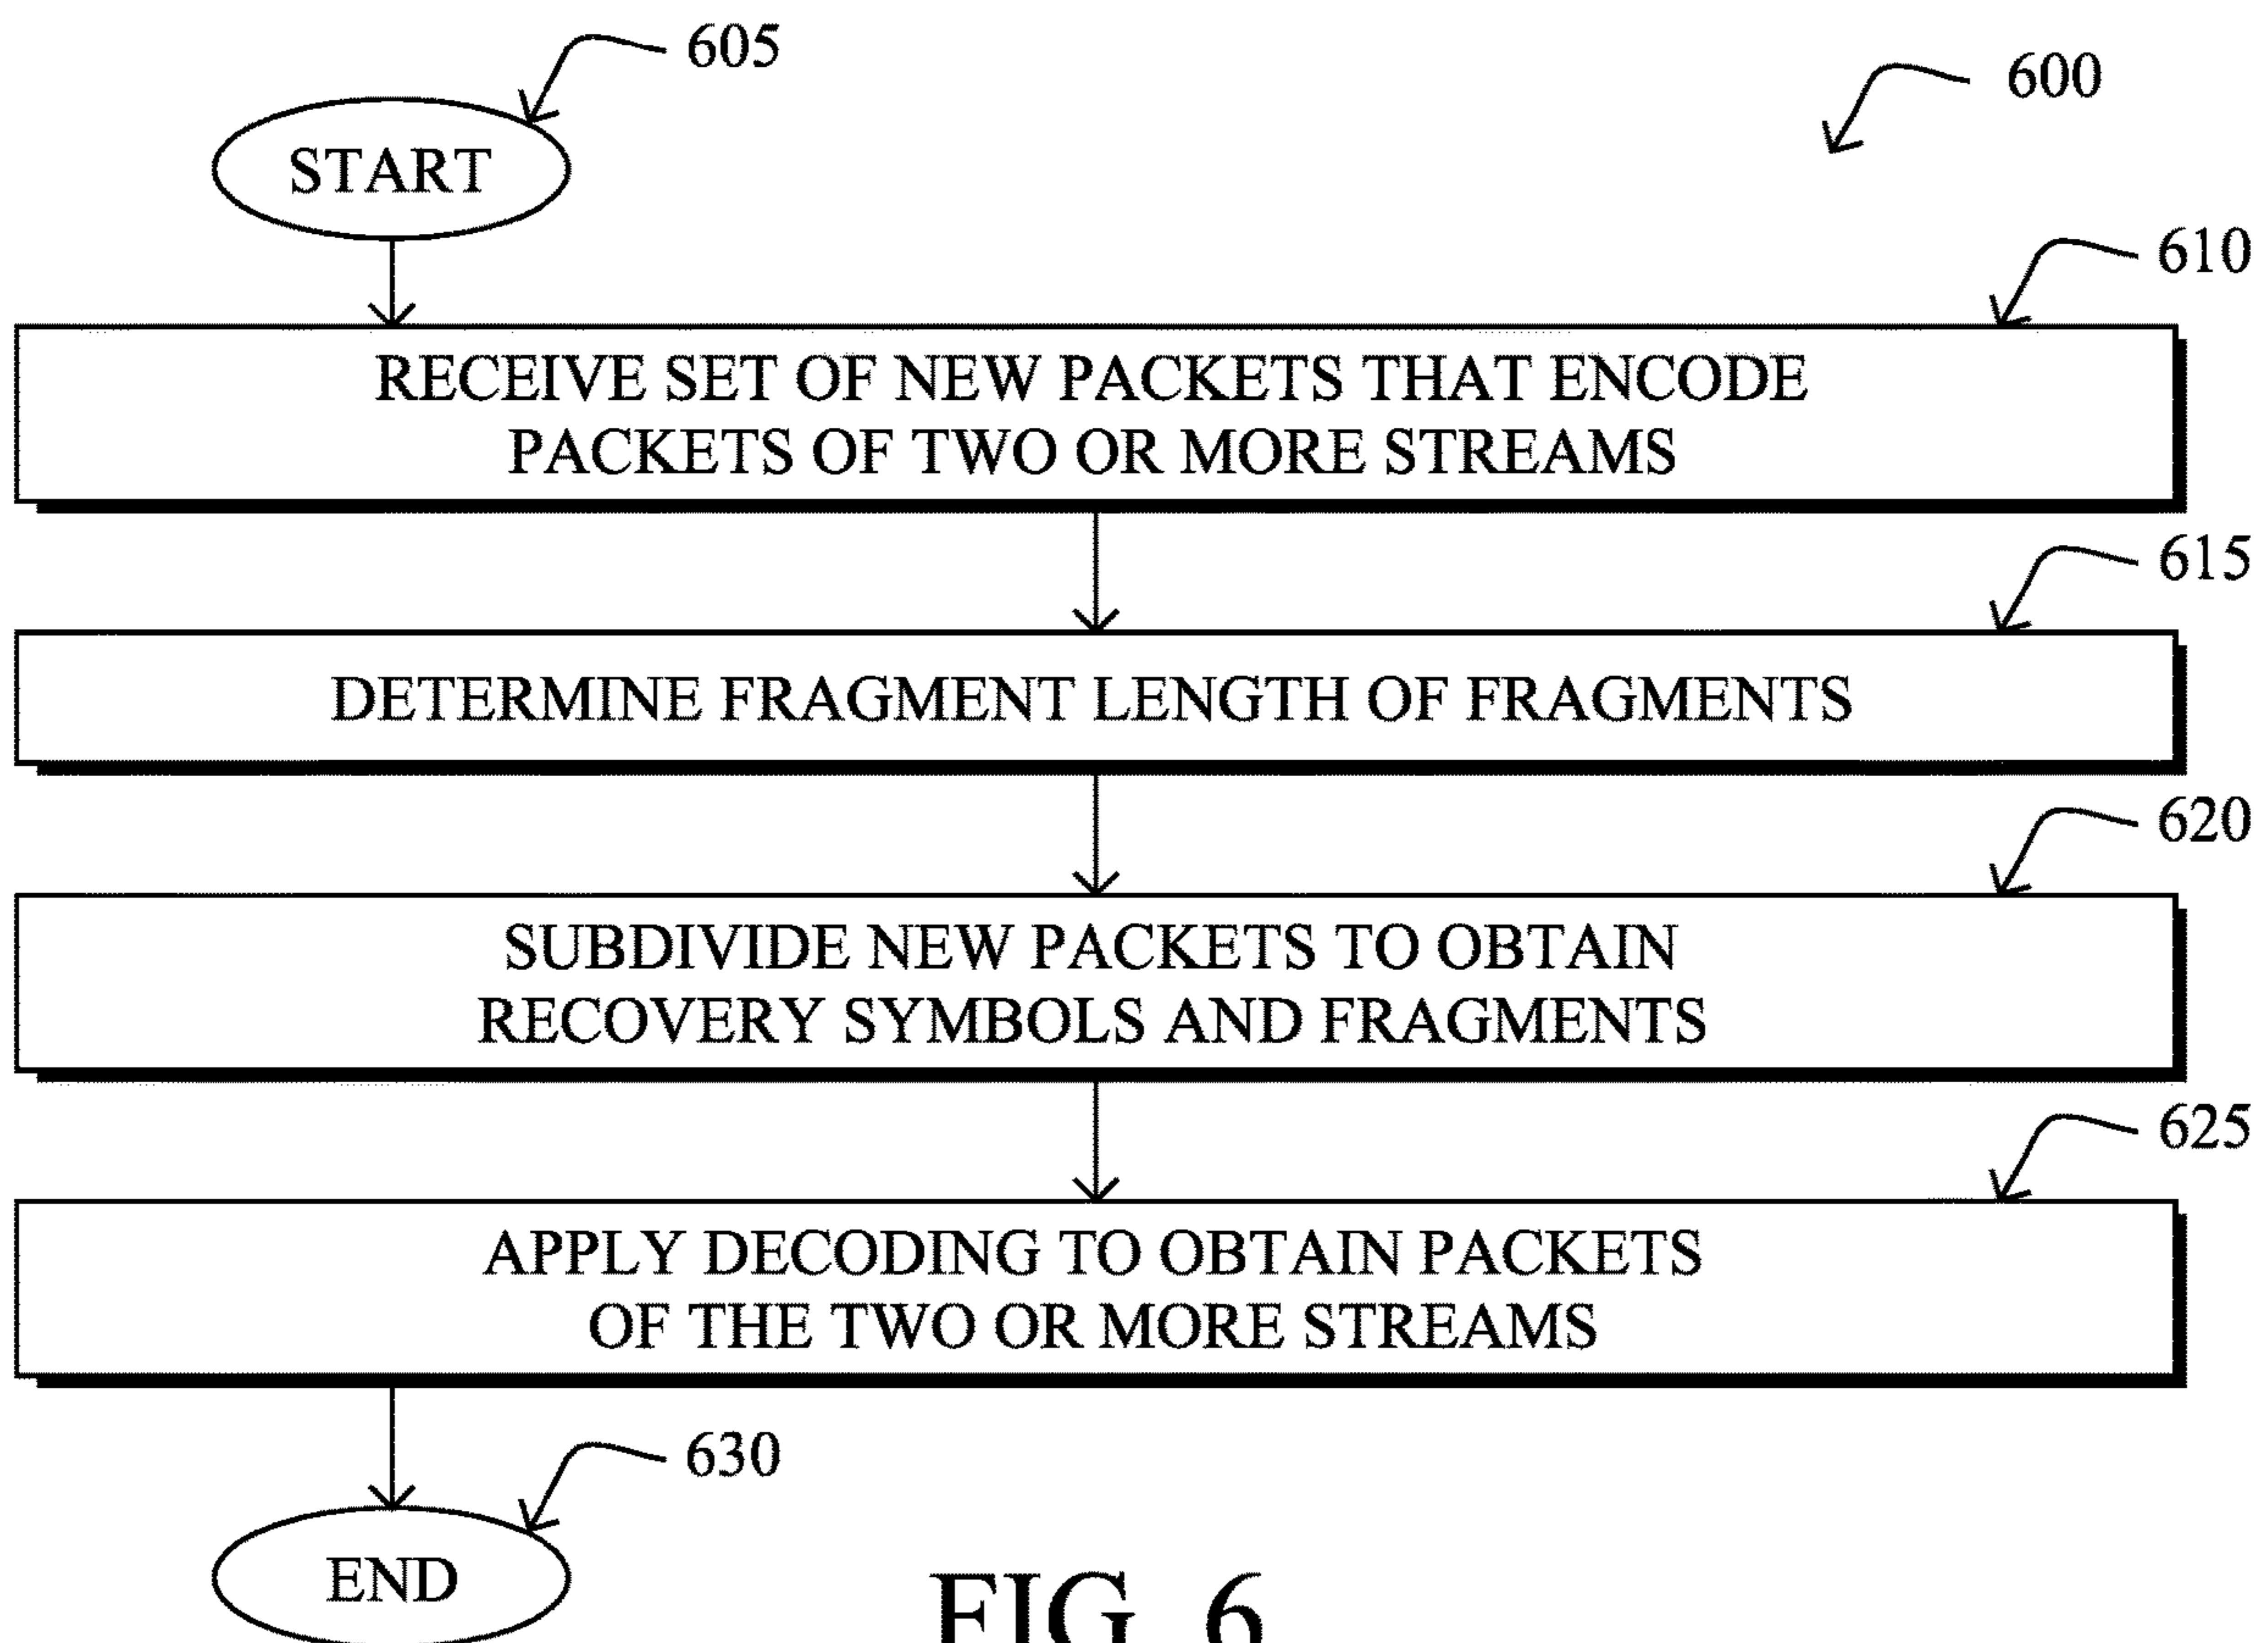 605
600
START
610
RECEIVE SET OF NEW PACKETS THAT ENCODE
PACKETS OF TWO OR MORE STREAMS
615
DETERMINE FRAGMENT LENGTH OF FRAGMENTS
620
SUBDIVIDE NEW PACKETS TO OBTAIN
RECOVERY SYMBOLS AND FRAGMENTS
625
APPLY DECODING TO OBTAIN PACKETS
OF THE TWO OR MORE STREAMS
630
END
FIG. 6